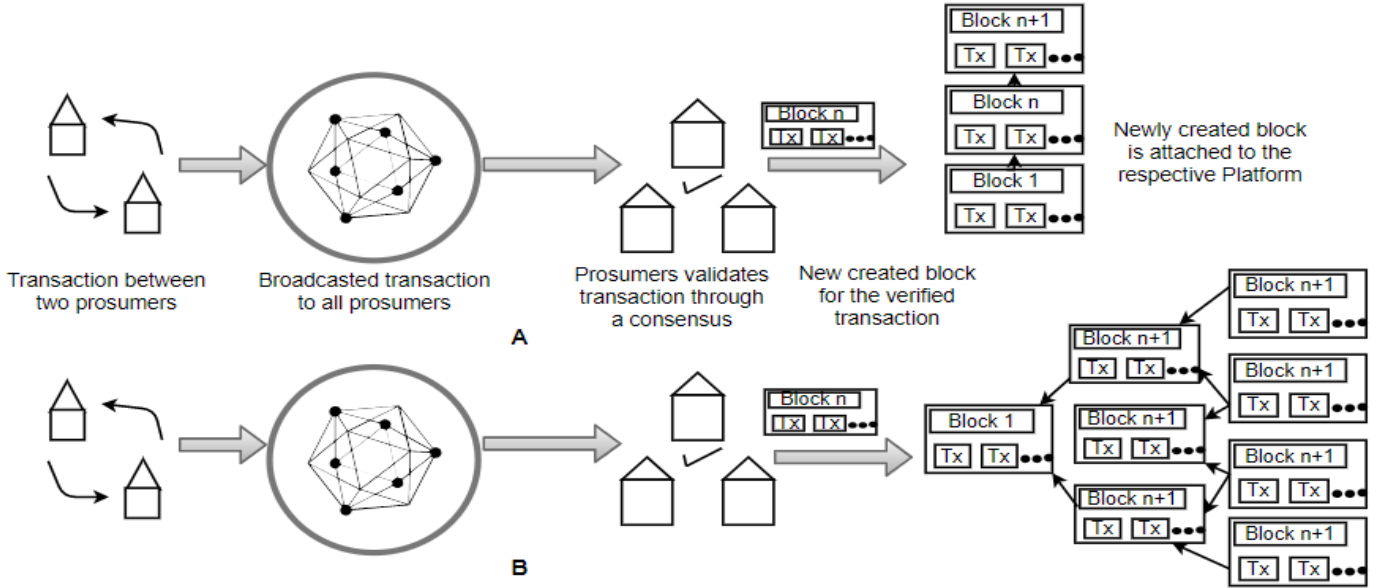 Block n+1
Tx Tx
Block n
Tx Tx
Block n
Tx Tx
Block 1
Tx Tx
Newly created block
is attached to the
respective Platform
Transaction between
two prosumers
Broadcasted transaction
to all prosumers
Prosumers validates
transaction through
a consensus
New created block
for the verified
transaction
A
Block n+1
Tx Tx
Block n+1
Tx Tx
Block n+1
Tx Tx
Block n
Tx Tx
Block 1
Tx Tx
Block n+1
Tx Tx
Block n+1
Tx Tx
Block n+1
Tx Tx
Block n+1
Tx Tx
B